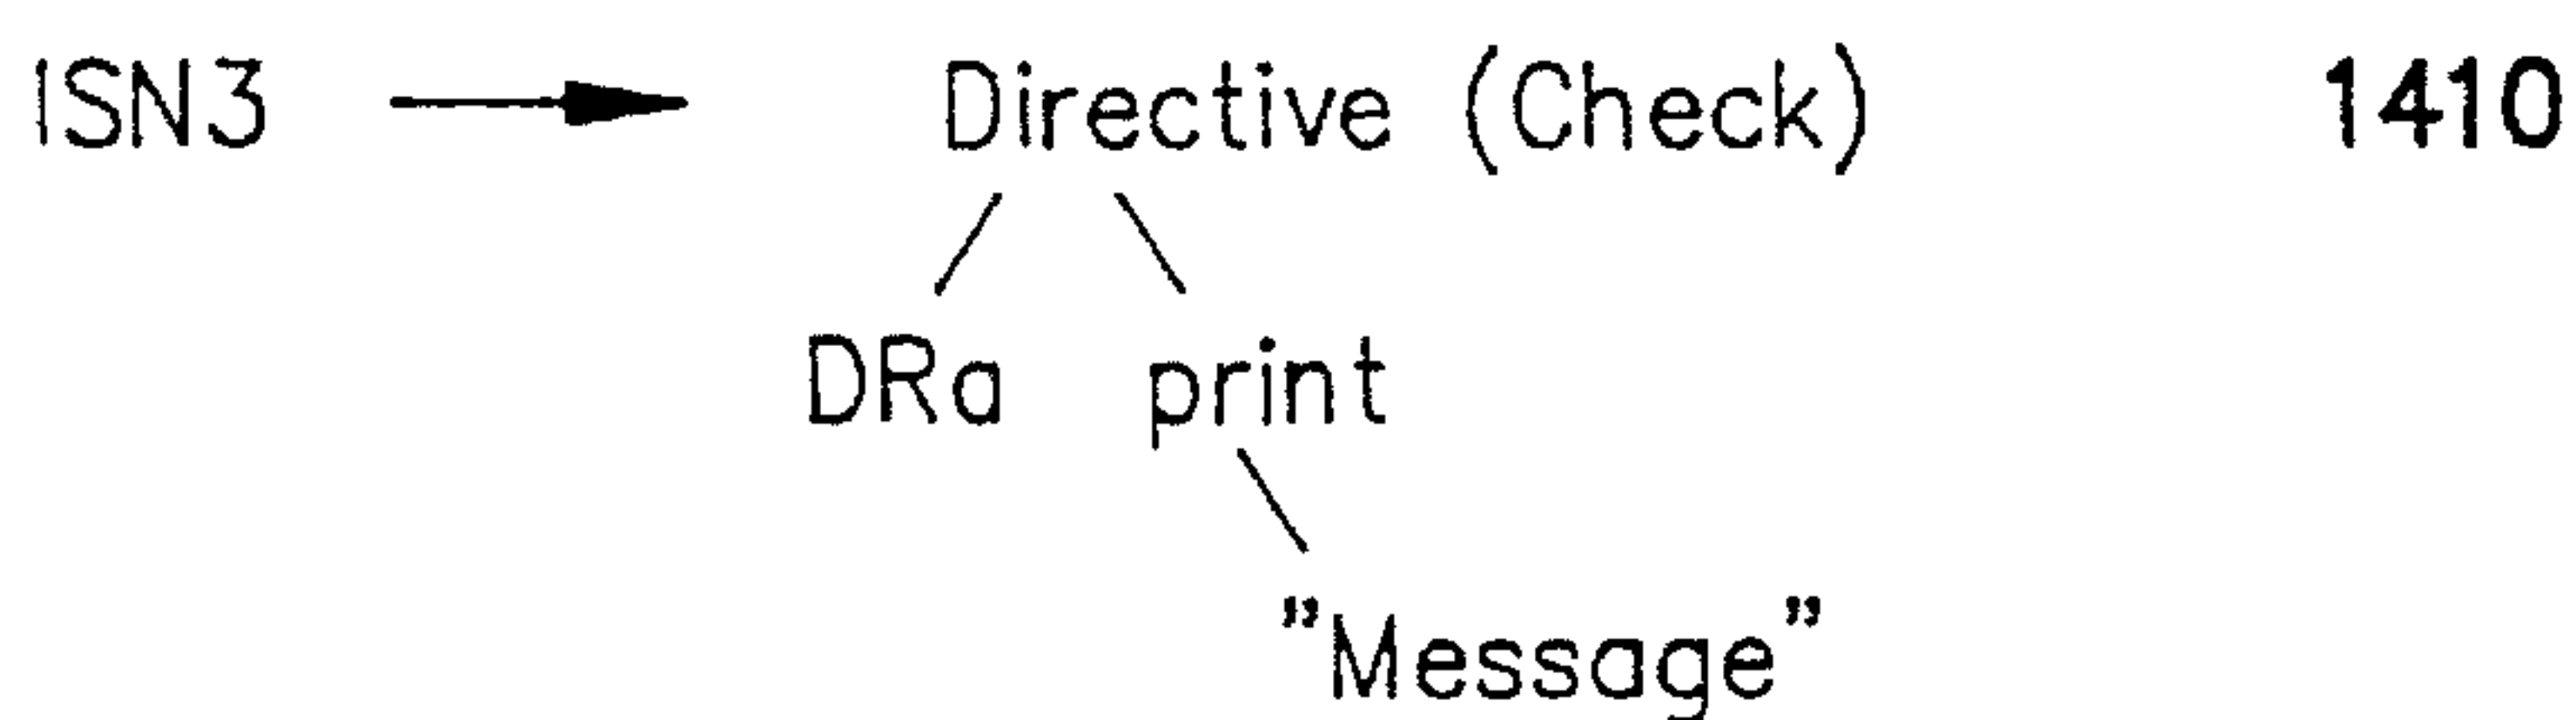 ISN3 Directive (Check) 1410
DRa print
"Message"